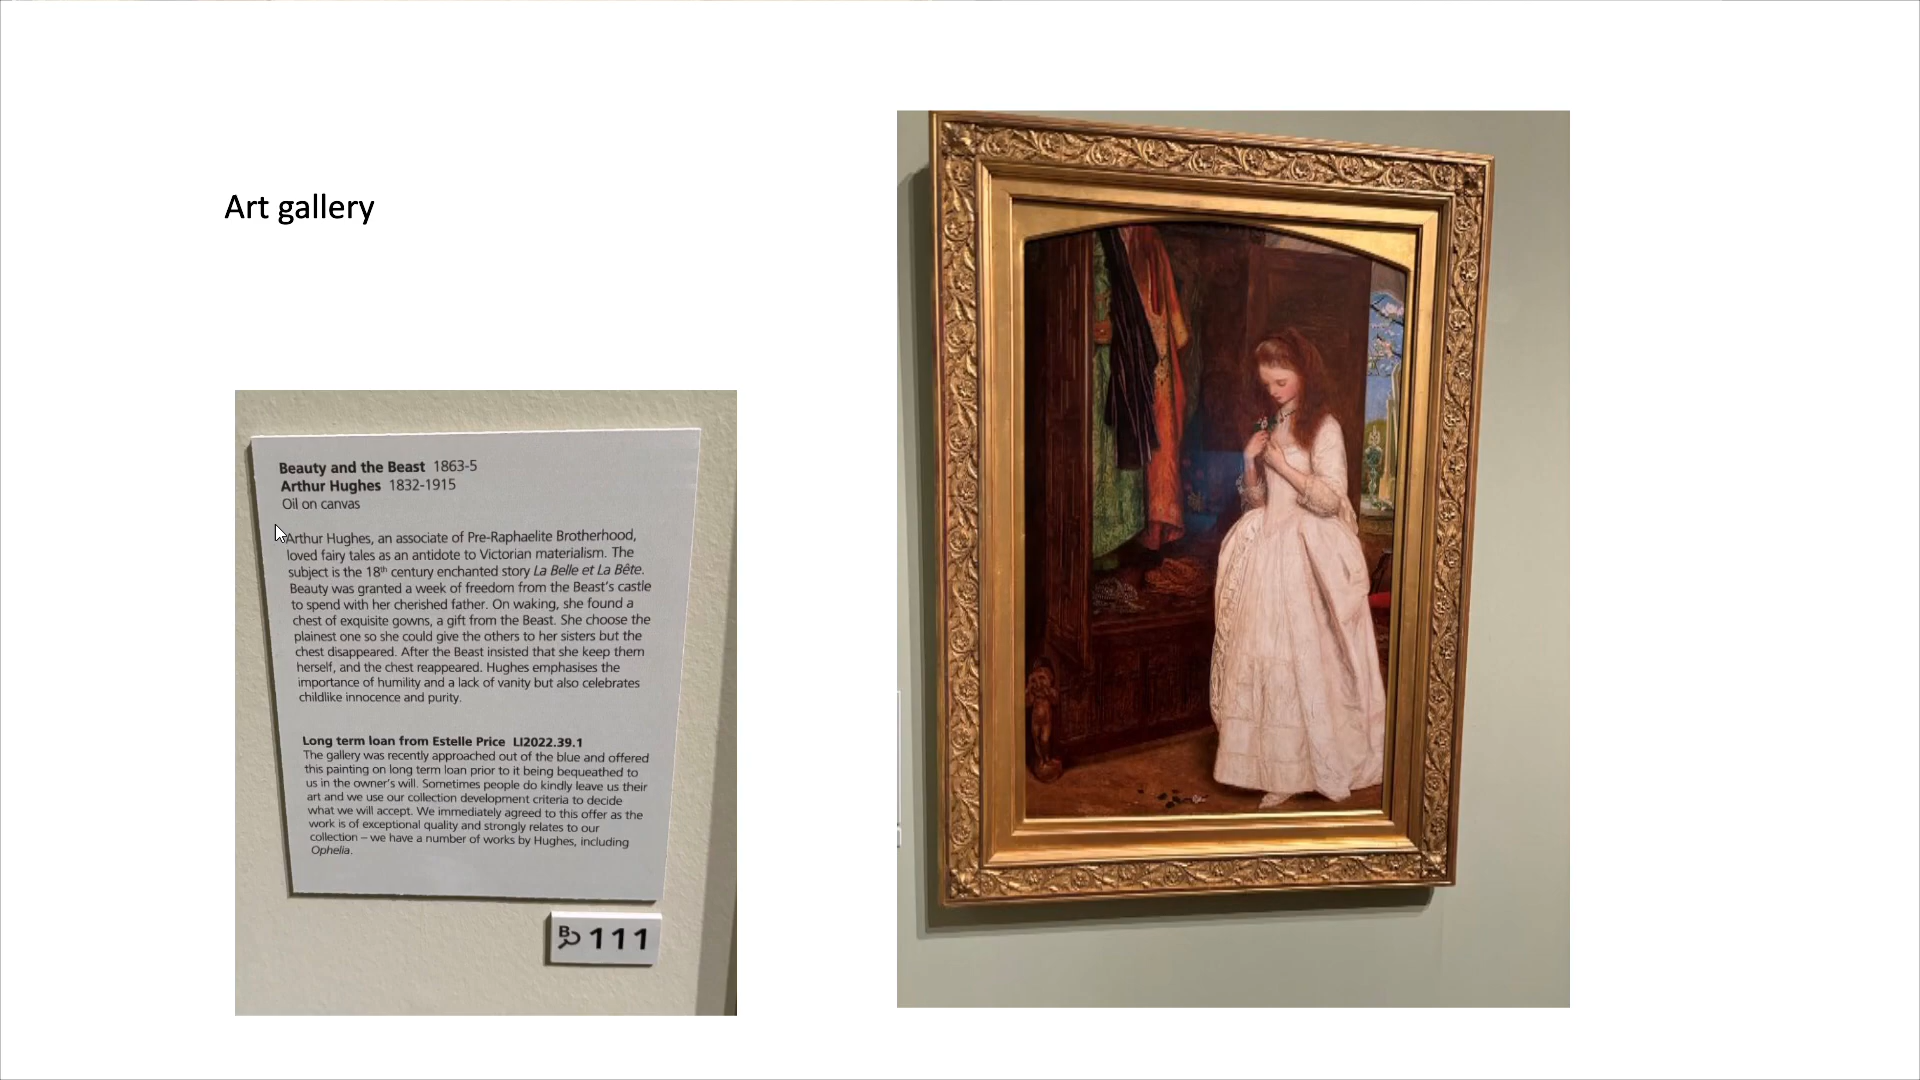 Art gallery
Beauty and the Beast 1863-5
Arthur Hughes 1832-1915
Oil on canvas
Arthur Hughes, an associate of Pre-Raphaelite Brotherhood,
loved fairy tales as an antidote to Victorian materialism. The
subject is the 18th century enchanted story La Belle et La Bête.
Beauty was granted a week of freedom from the Beast's castle
to spend with her cherished father. On waking, she found a
chest of exquisite gowns, a gift from the Beast. She choose the
plainest one so she could give the others to her sisters but the
chest disappeared. After the Beast insisted that she keep them
herself, and the chest reappeared. Hughes emphasises the
importance of humility and a lack of vanity but also celebrates
childlike innocence and purity.
Long term loan from Estelle Price LI2022.39.1
The gallery was recently approached out of the blue and offered
this painting on long term loan prior to it being bequeathed to
us in the owner's will. Sometimes people do kindly leave us their
art and we use our collection development criteria to decide
what we will accept. We immediately agreed to this offer as the
work is of exceptional quality and strongly relates to our
collection – we have a number of works by Hughes, including
Ophelia.
B 111